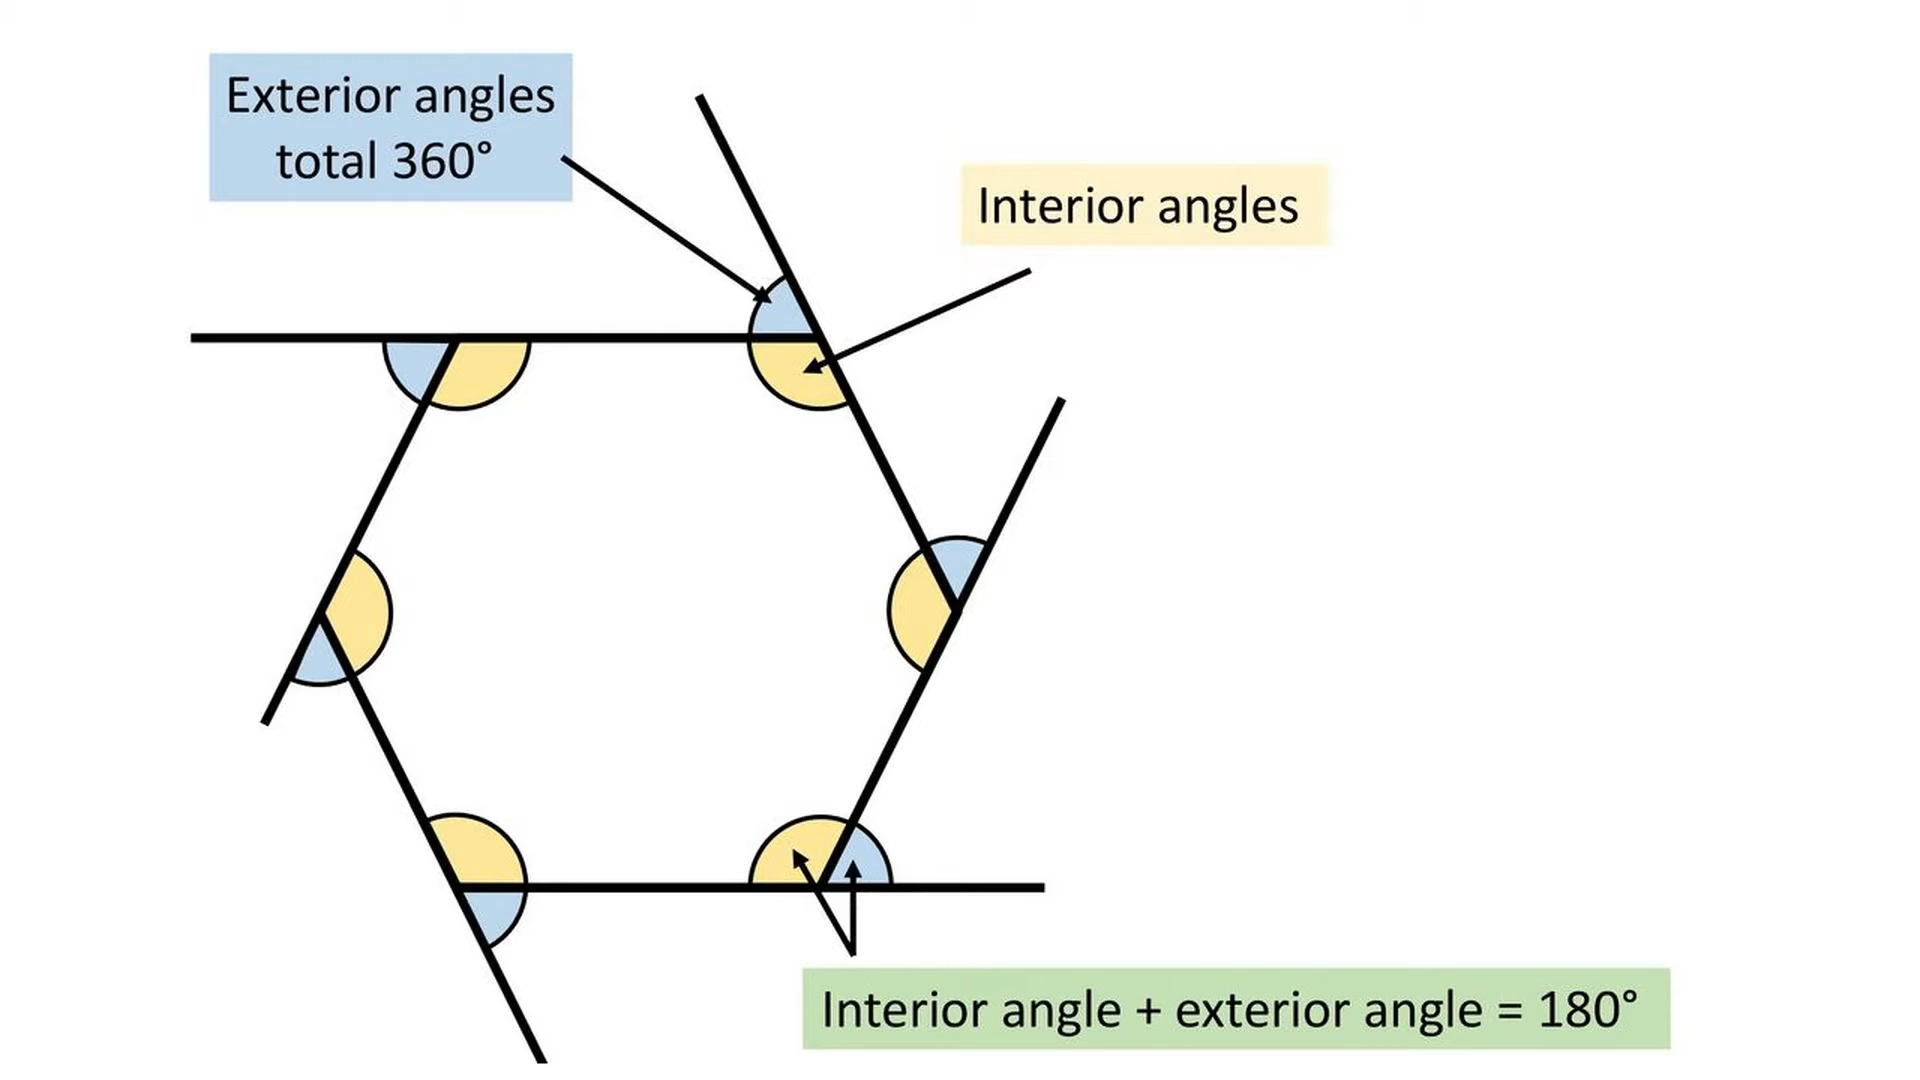 Exterior angles
total 360°
Interior angles
Interior angle + exterior angle = 180°